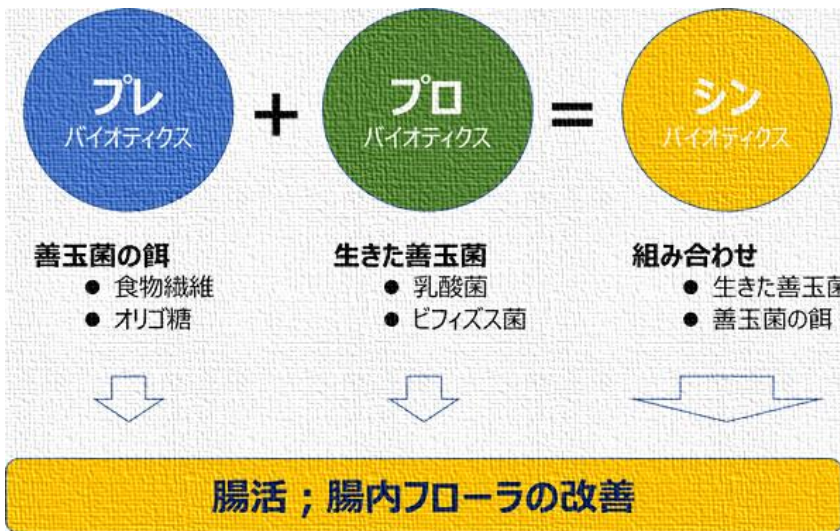 プレ
バイオティクス
+
プロ
バイオティクス
=
シン
バイオティクス
善玉菌の餌
● 食物繊維
● オリゴ糖
生きた善玉菌
● 乳酸菌
● ビフィズス菌
組み合わせ
● 生きた善玉菌
● 善玉菌の餌
腸活；腸内フローラの改善